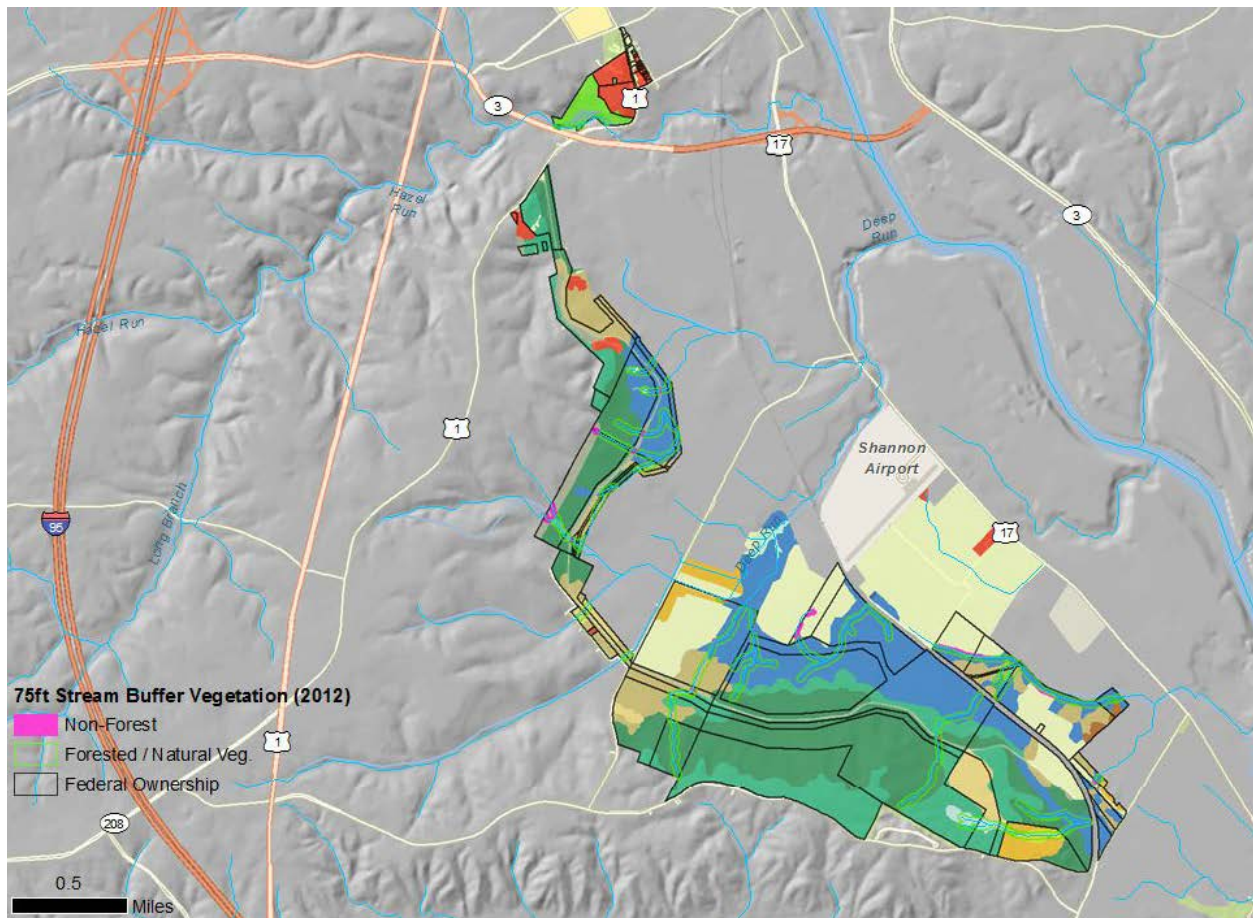 1
3
17
Hazel
Run
3
Deep
Run
Hazel Run
1
Shannon
Airport
17
95
Long Branch
Deep Run
75ft Stream Buffer Vegetation (2012)
Non-Forest
Forested / Natural Veg.
1
Federal Ownership
208
0.5
Miles